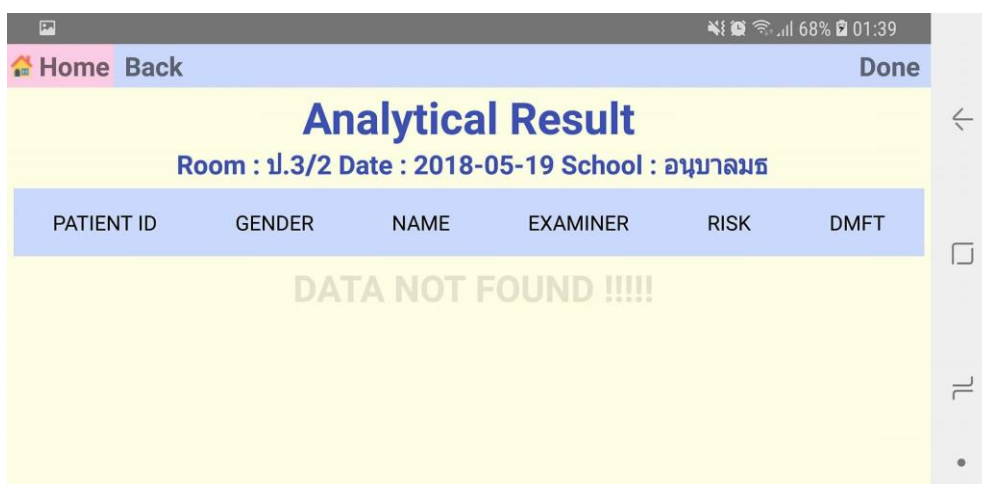 68% 01:39
Home Back Done
Analytical Result
Room : ป.3/2 Date : 2018-05-19 School : อนุบาลมธ
PATIENT ID GENDER NAME EXAMINER RISK DMFT
DATA NOT FOUND !!!!!